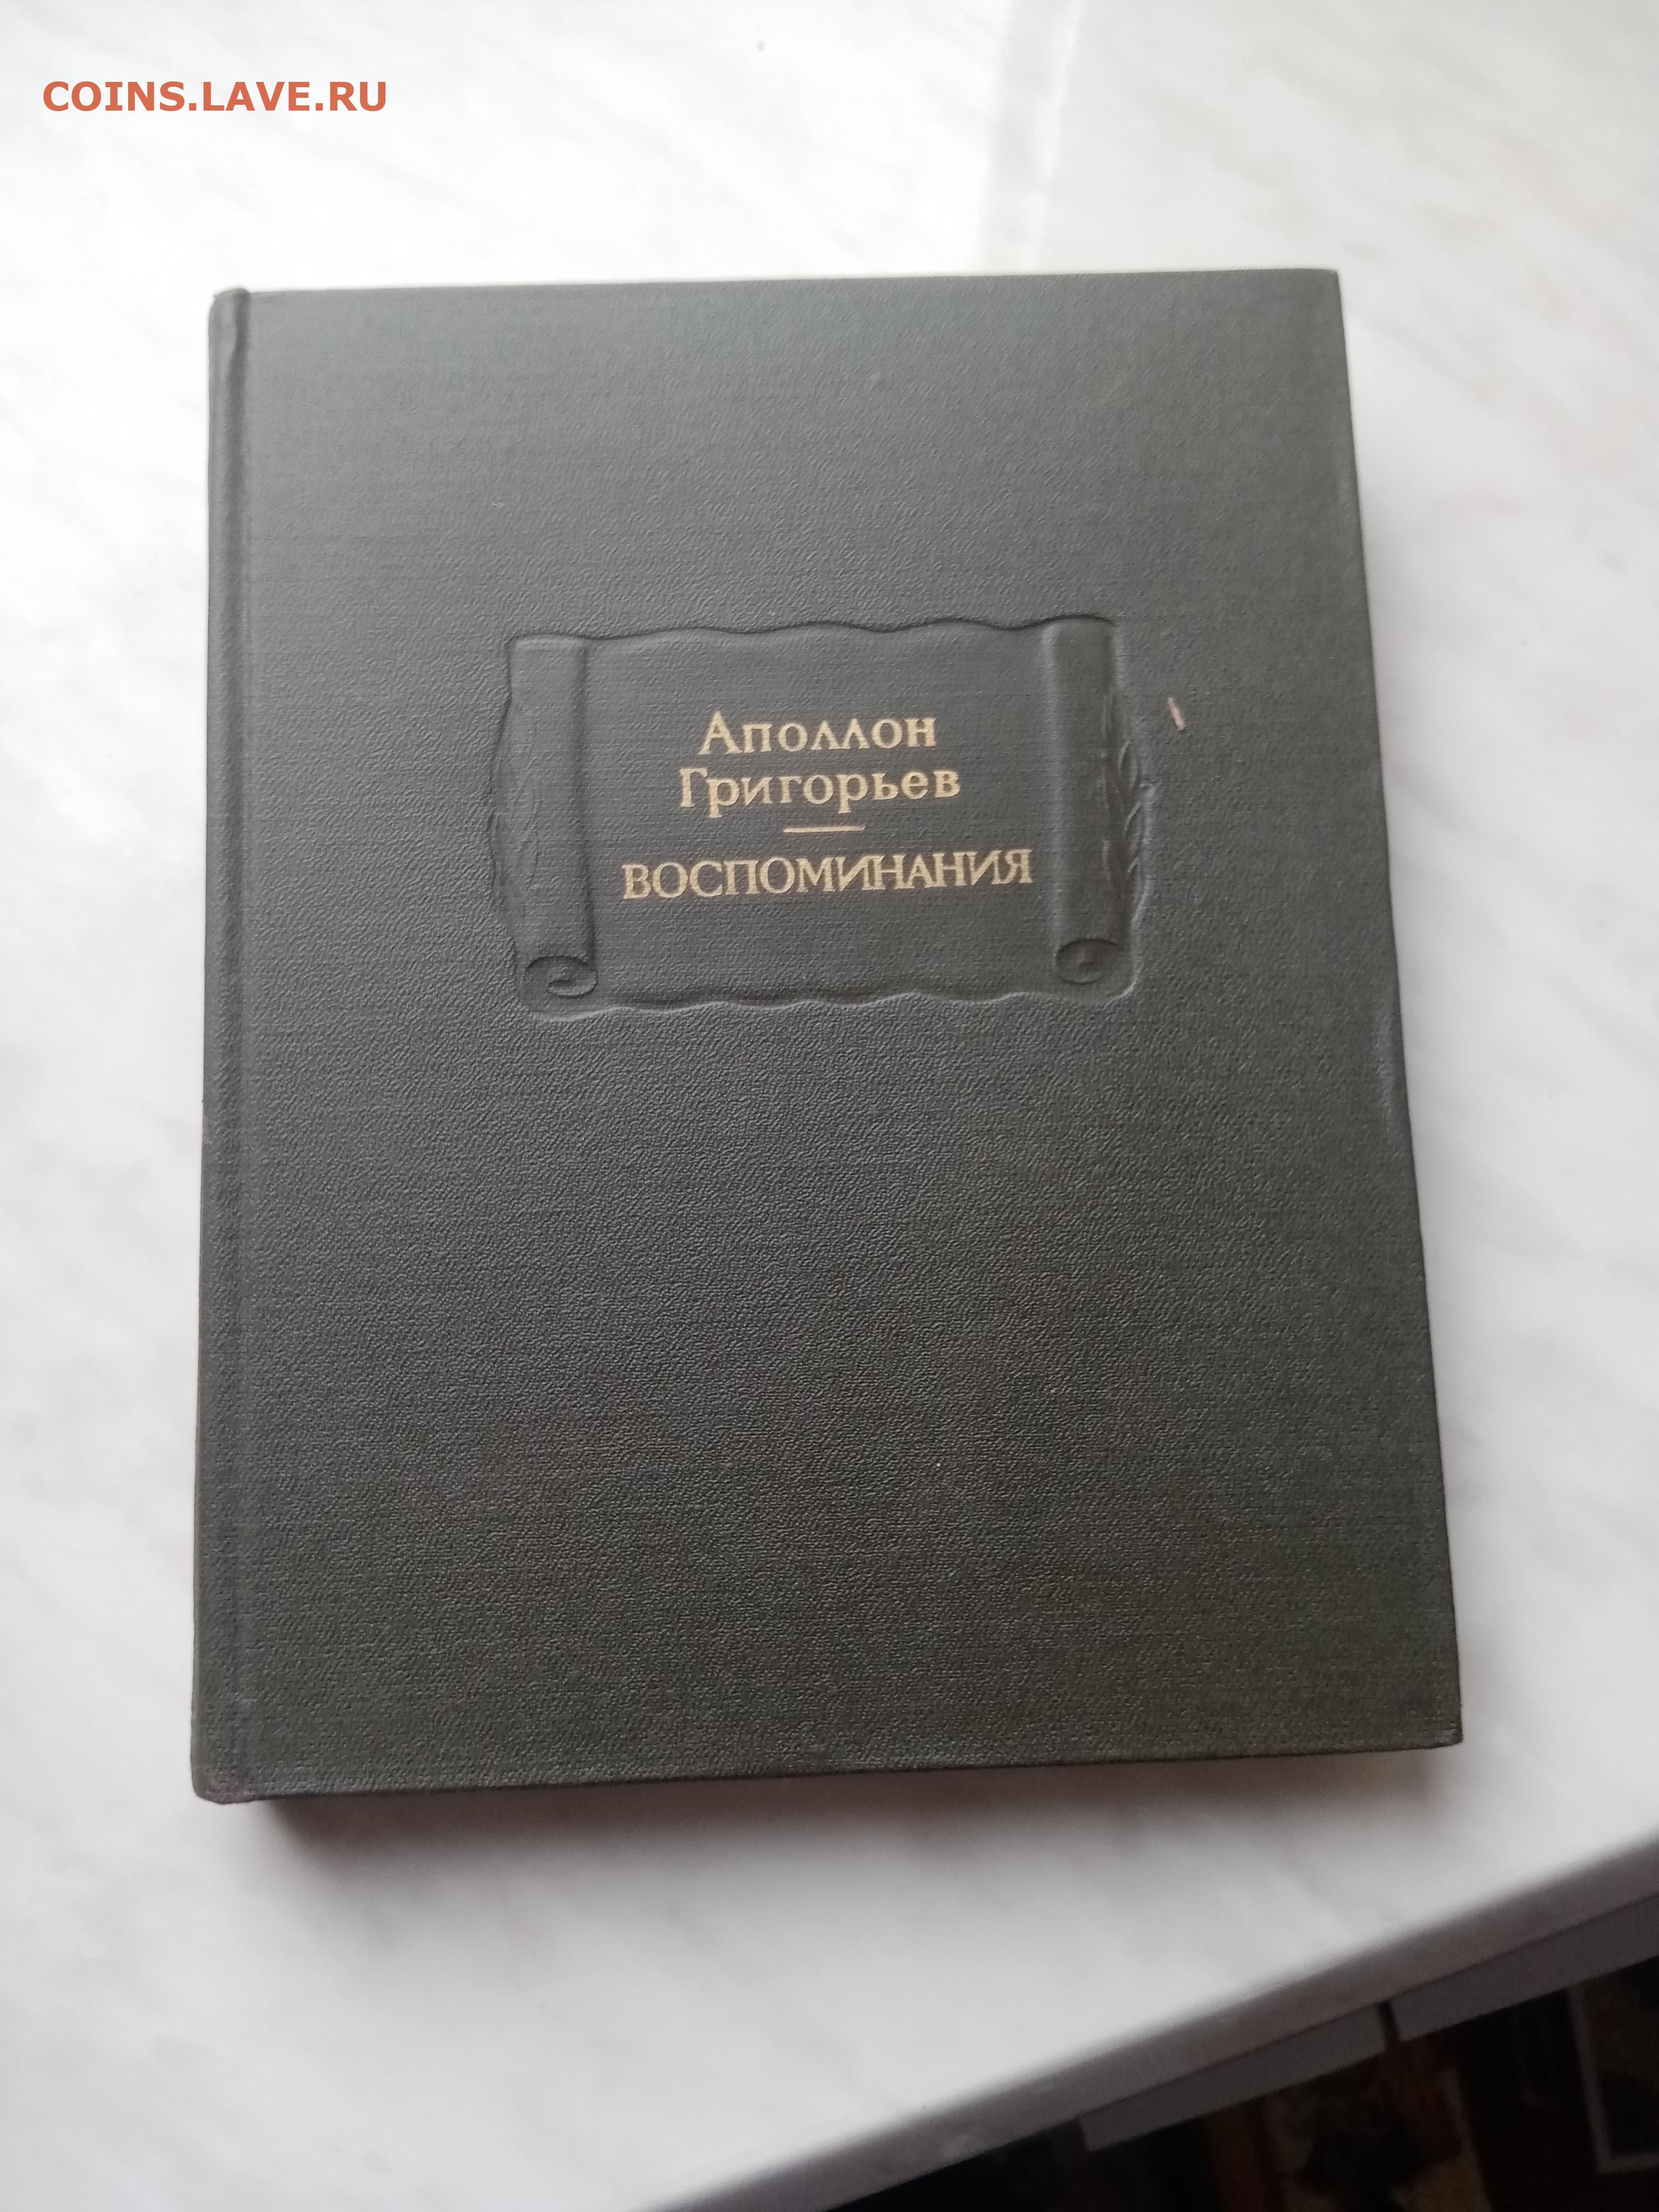 COINS.LAVE.RU
Аполлон
Григорьев
ВОСПОМИНАНИЯ